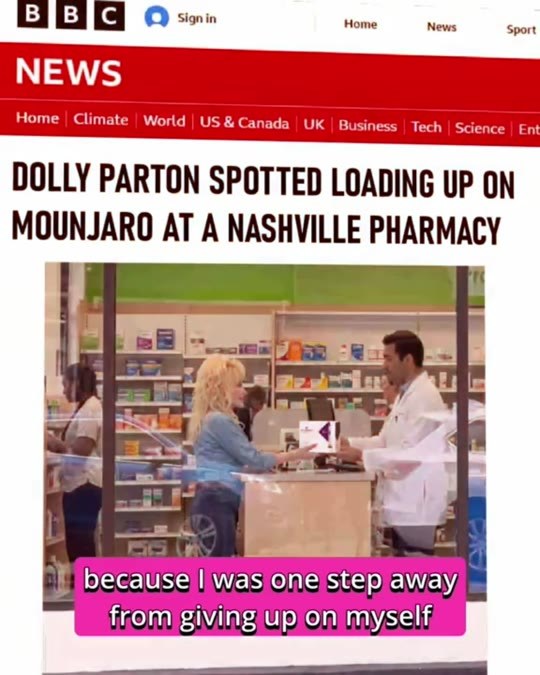 BBC Sign in Home News Sport
NEWS
Home Climate World US & Canada UK Business Tech Science Ent
DOLLY PARTON SPOTTED LOADING UP ON
MOUNJARO AT A NASHVILLE PHARMACY
because I was one step away
from giving up on myself